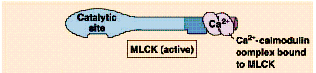 Catalytic
site
Ca²⁺
MLCK (active)
Ca²⁺-calmodulin
complex bound
to MLCK